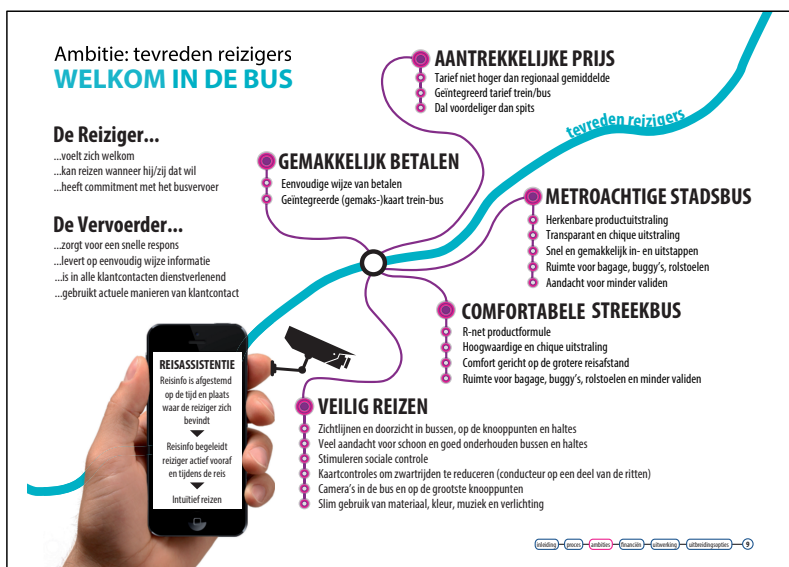 Ambitie: tevreden reizigers
WELKOM IN DE BUS
De Reiziger...
...voelt zich welkom
...kan reizen wanneer hij/zij dat wil
...heeft commitment met het busvervoer
De Vervoerder...
...zorgt voor een snelle respons
...levert op eenvoudig wijze informatie
...is in alle klantcontacten dienstverlenend
...gebruikt actuele manieren van klantcontact
AANTREKKELIJKE PRIJS
Tarief niet hoger dan regionaal gemiddelde
Geïntegreerd tarief trein/bus
Dal voordeliger dan spits
tevreden reizigers
GEMAKKELIJK BETALEN
Eenvoudige wijze van betalen
Geïntegreerde (gemaks-)kaart trein-bus
METROACHTIGE STADSBUS
Herkenbare productuitstraling
Transparant en chique uitstraling
Snel en gemakkelijk in- en uitstappen
Ruimte voor bagage, buggy's, rolstoelen
Aandacht voor minder validen
COMFORTABELE STREEKBUS
R-net productformule
Hoogwaardige en chique uitstraling
Comfort gericht op de grotere reisafstand
Ruimte voor bagage, buggy's, rolstoelen en minder validen
REISASSISTENTIE
Reisinfo is afgestemd
op de tijd en plaats
waar de reiziger zich
bevindt
Reisinfo begeleidt
reiziger actief vooraf
en tijdens de reis
Intuïtief reizen
VEILIG REIZEN
Zichtlijnen en doorzicht in bussen, op de knooppunten en haltes
Veel aandacht voor schoon en goed onderhouden bussen en haltes
Stimuleren sociale controle
Kaartcontroles om zwartrijden te reduceren (conducteur op een deel van de ritten)
Camera's in de bus en op de grootste knooppunten
Slim gebruik van materiaal, kleur, muziek en verlichting
inleiding proces ambities financiën uitwerking uitbreidingsopties 9